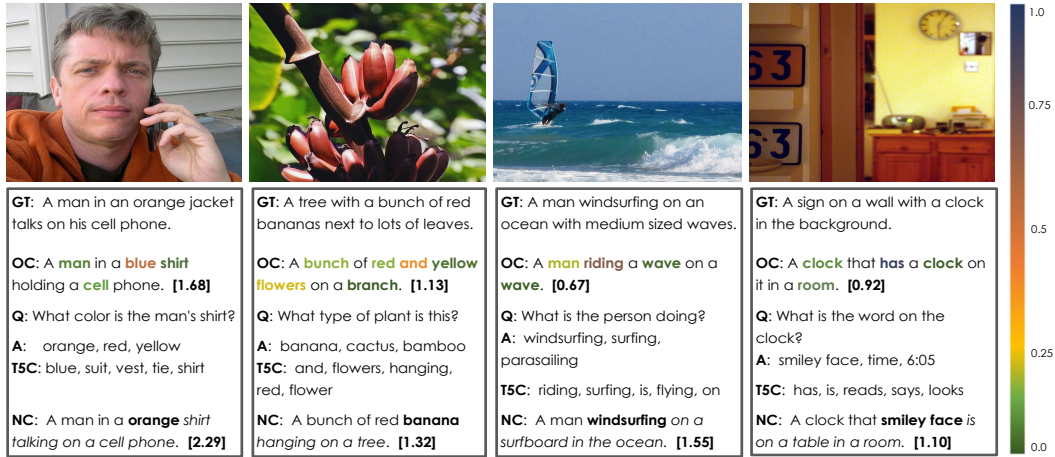 63
63
1.0
0.75
0.5
0.25
0.0
GT: A man in an orange jacket
talks on his cell phone.
OC: A man in a blue shirt
holding a cell phone. [1.68]
Q: What color is the man's shirt?
A: orange, red, yellow
T5C: blue, suit, vest, tie, shirt
NC: A man in a orange shirt
talking on a cell phone. [2.29]
GT: A tree with a bunch of red
bananas next to lots of leaves.
OC: A bunch of red and yellow
flowers on a branch. [1.13]
Q: What type of plant is this?
A: banana, cactus, bamboo
T5C: and, flowers, hanging,
red, flower
NC: A bunch of red banana
hanging on a tree. [1.32]
GT: A man windsurfing on an
ocean with medium sized waves.
OC: A man riding a wave on a
wave. [0.67]
Q: What is the person doing?
A: windsurfing, surfing,
parasailing
T5C: riding, surfing, is, flying, on
NC: A man windsurfing on a
surfboard in the ocean. [1.55]
GT: A sign on a wall with a clock
in the background.
OC: A clock that has a clock on
it in a room. [0.92]
Q: What is the word on the
clock?
A: smiley face, time, 6:05
T5C: has, is, reads, says, looks
NC: A clock that smiley face is
on a table in a room. [1.10]